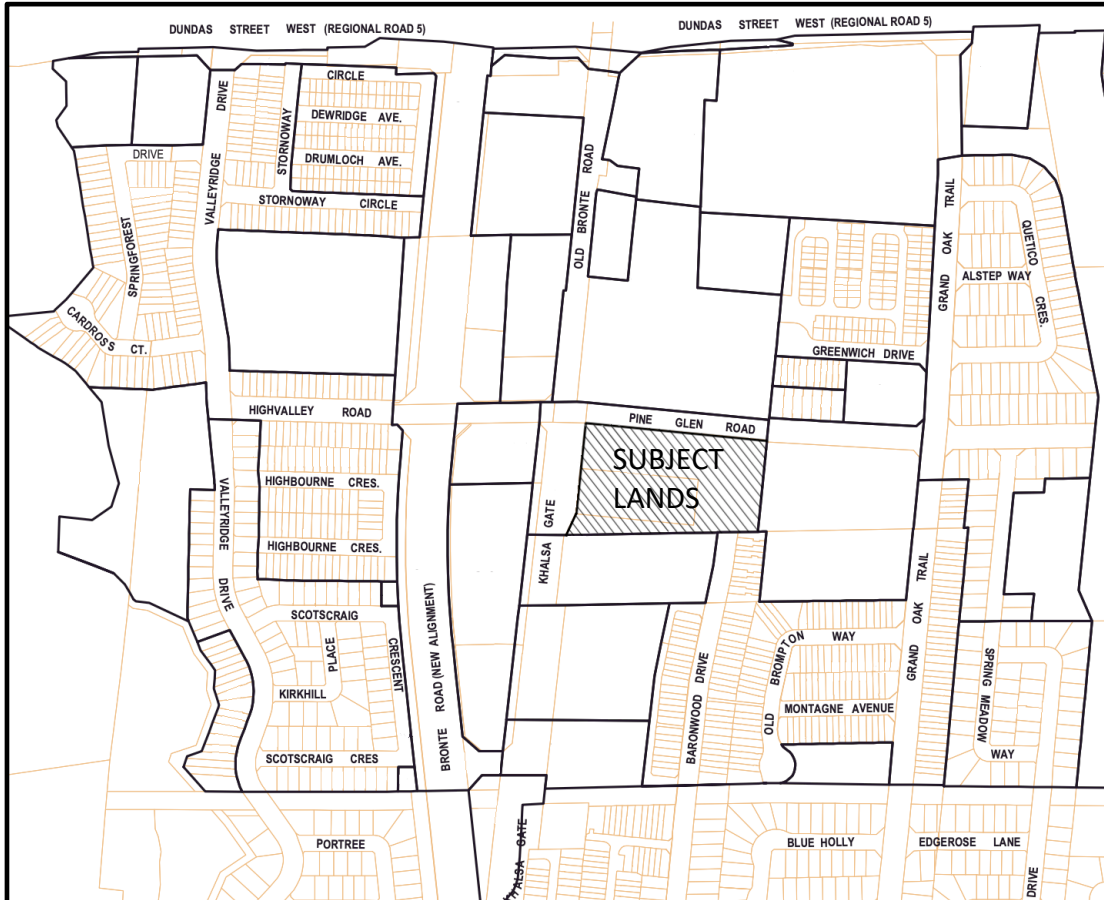 DUNDAS STREET WEST (REGIONAL ROAD 5)
DUNDAS STREET WEST (REGIONAL ROAD 5)
CIRCLE
DEWRIDGE AVE.
DRUMLOCH AVE.
STORNOWAY
STORNOWAY CIRCLE
DRIVE
VALLEYRIDGE
DRIVE
SPRINGFOREST
CARDROSS CT.
OLD BRONTE ROAD
GRAND OAK TRAIL
QUETICO
CRES.
ALSTEP WAY
GREENWICH DRIVE
HIGHVALLEY ROAD
PINE GLEN ROAD
SUBJECT
LANDS
HIGHBOURNE CRES.
HIGHBOURNE CRES.
VALLEYRIDGE DRIVE
KHALSA GATE
SCOTSCRAIG
CRESCENT
PLACE
KIRKHILL
SCOTSCRAIG CRES
BRONTE ROAD (NEW ALIGNMENT)
BARONWOOD DRIVE
OLD BROMPTON WAY
MONTAGNE AVENUE
GRAND OAK TRAIL
SPRING MEADOW
WAY
PORTREE
KHALSA GATE
BLUE HOLLY
EDGEROSE LANE
DRIVE